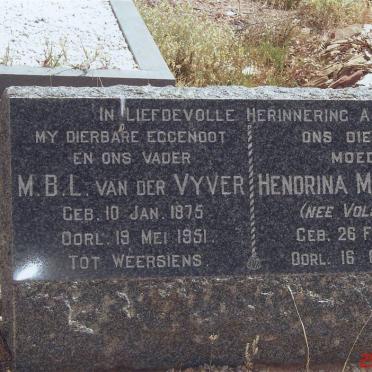 IN LIEFDEVOLLE HERINNERING A
MY DIERBARE EGGENOOT
EN ONS VADER
M.B.L. VAN DER VYVER
GEB. 10 JAN. 1875
OORL. 19 MEI 1951.
TOT WEERSIENS.
ONS DIE
MOED
HENDRINA M
(NEE VOL
GEB. 26 F
OORL. 16